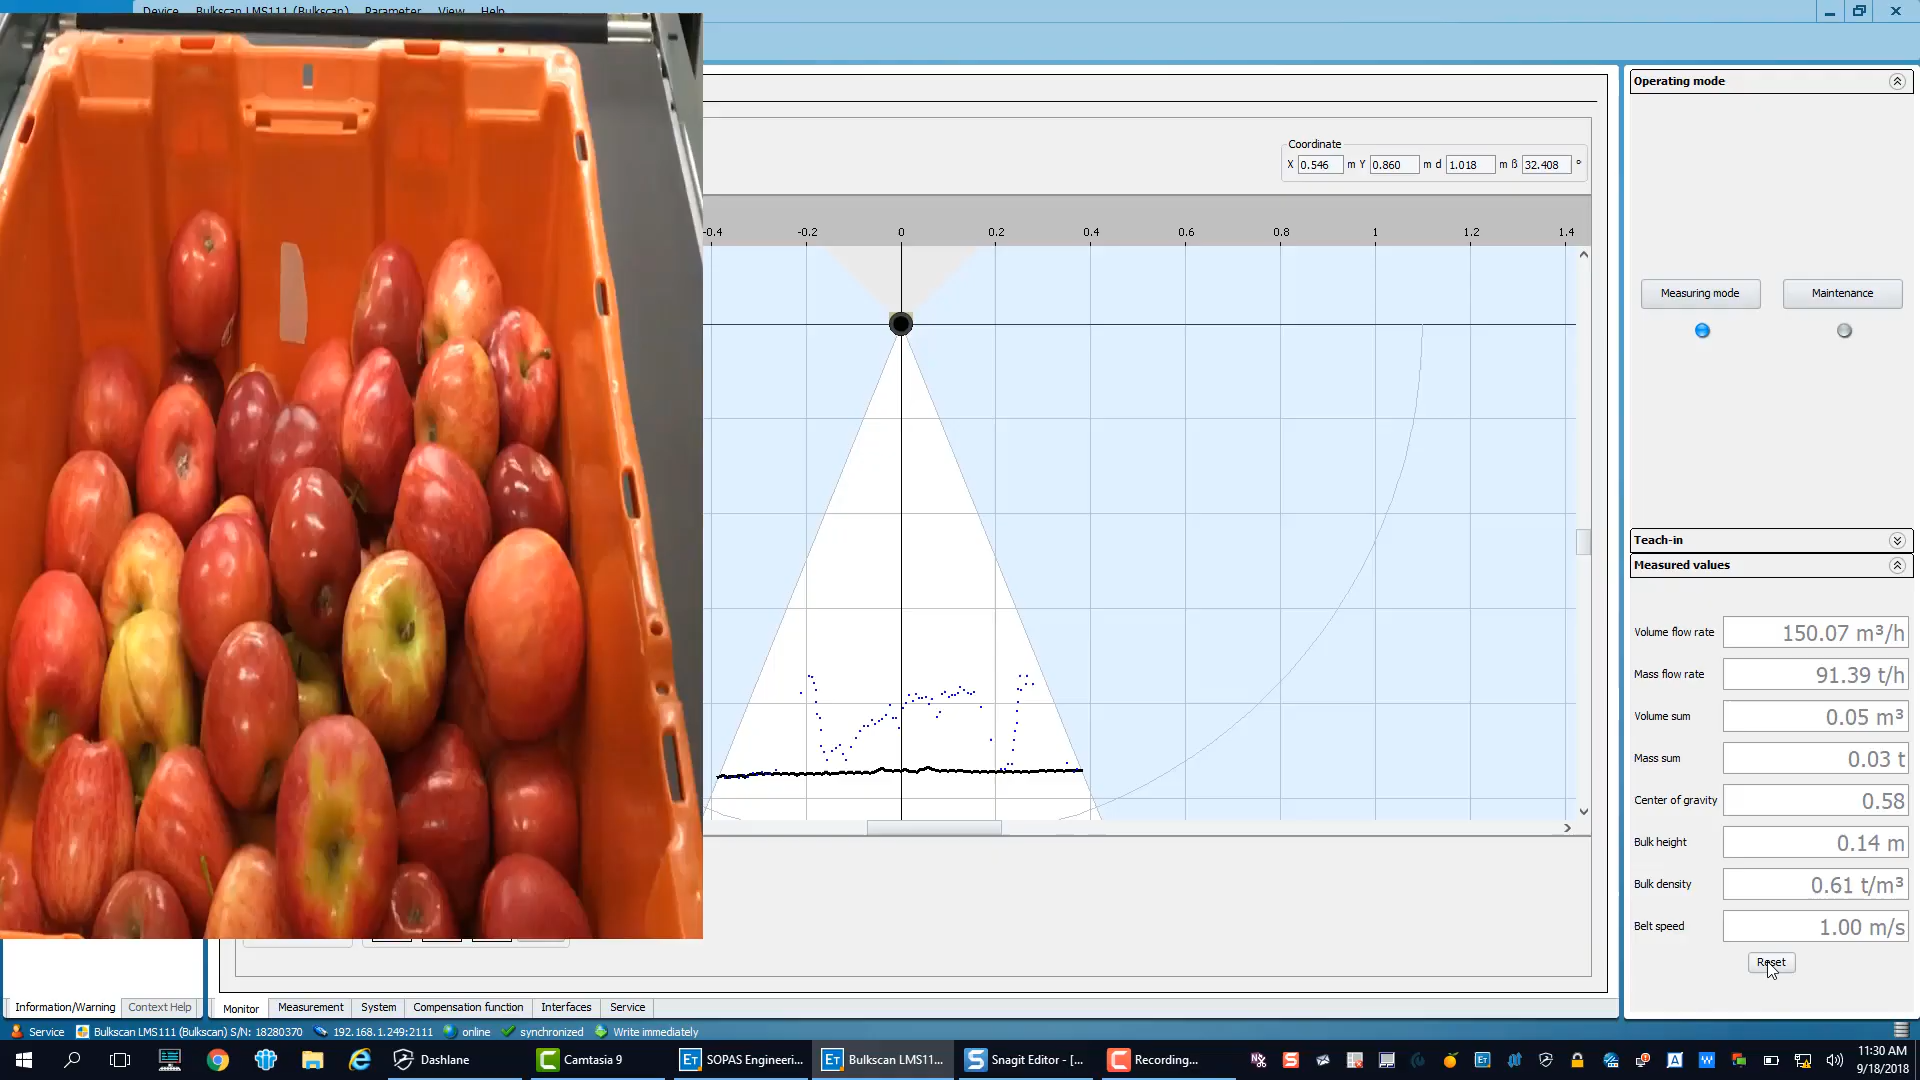 Device Bulkscan LMS111 (Bulkscan) Parameter View Help
Operating mode
Coordinate
X 0.546 m Y 0.860 m d 1.018 m ß 32.408 °
-0.4 -0.2 0 0.2 0.4 0.6 0.8 1 1.2 1.4
Measuring mode Maintenance
Teach-in
Measured values
Volume flow rate 150.07 m³/h
Mass flow rate 91.39 t/h
Volume sum 0.05 m³
Mass sum 0.03 t
Center of gravity 0.58
Bulk height 0.14 m
Bulk density 0.61 t/m³
Belt speed 1.00 m/s
Reset
Information/Warning Context Help Monitor Measurement System Compensation function Interfaces Service
Service Bulkscan LMS111 (Bulkscan) S/N: 18280370 192.168.1.249:2111 online synchronized Write immediately
Dashlane Camtasia 9 SOPAS Engineeri... Bulkscan LMS11... Snagit Editor - [... Recording...
11:30 AM
9/18/2018